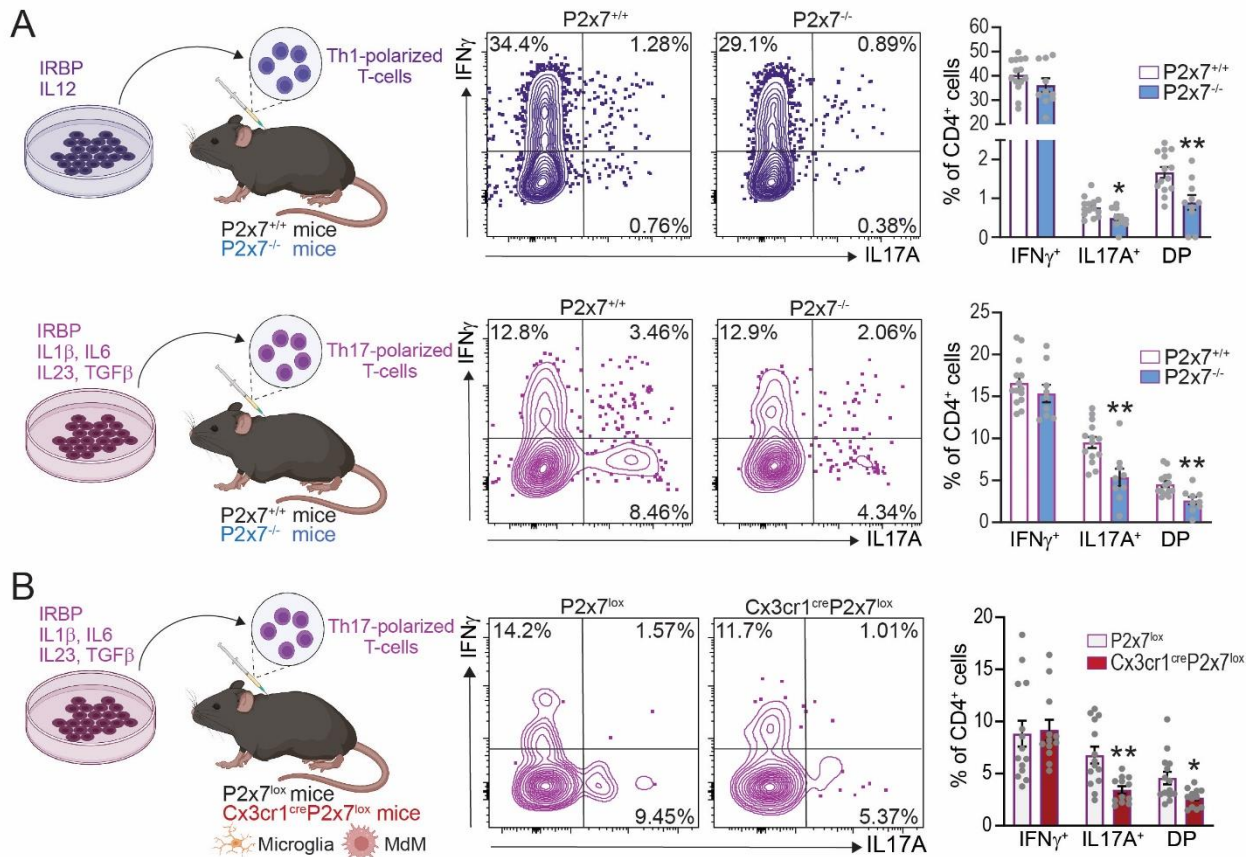 A
IRBP
IL12
Th1-polarized
T-cells
P2x7+/+ mice
P2x7-/- mice
P2x7+/+
P2x7-/-
IFNγ
34.4%
1.28%
0.76%
29.1%
0.89%
0.38%
IL17A
% of CD4+ cells
60
50
40
30
20
2
1
0
P2x7+/+
P2x7-/-
*
**
IFNγ+
IL17A+
DP
IRBP
IL1β, IL6
IL23, TGFβ
Th17-polarized
T-cells
P2x7+/+ mice
P2x7-/- mice
P2x7+/+
P2x7-/-
IFNγ
12.8%
3.46%
8.46%
12.9%
2.06%
4.34%
IL17A
% of CD4+ cells
25
20
15
10
5
0
P2x7+/+
P2x7-/-
**
**
IFNγ+
IL17A+
DP
B
IRBP
IL1β, IL6
IL23, TGFβ
Th17-polarized
T-cells
P2x7lox mice
Cx3cr1creP2x7lox mice
Microglia
MdM
P2x7lox
Cx3cr1creP2x7lox
IFNγ
14.2%
1.57%
9.45%
11.7%
1.01%
5.37%
IL17A
% of CD4+ cells
20
15
10
5
0
P2x7lox
Cx3cr1creP2x7lox
**
*
IFNγ+
IL17A+
DP